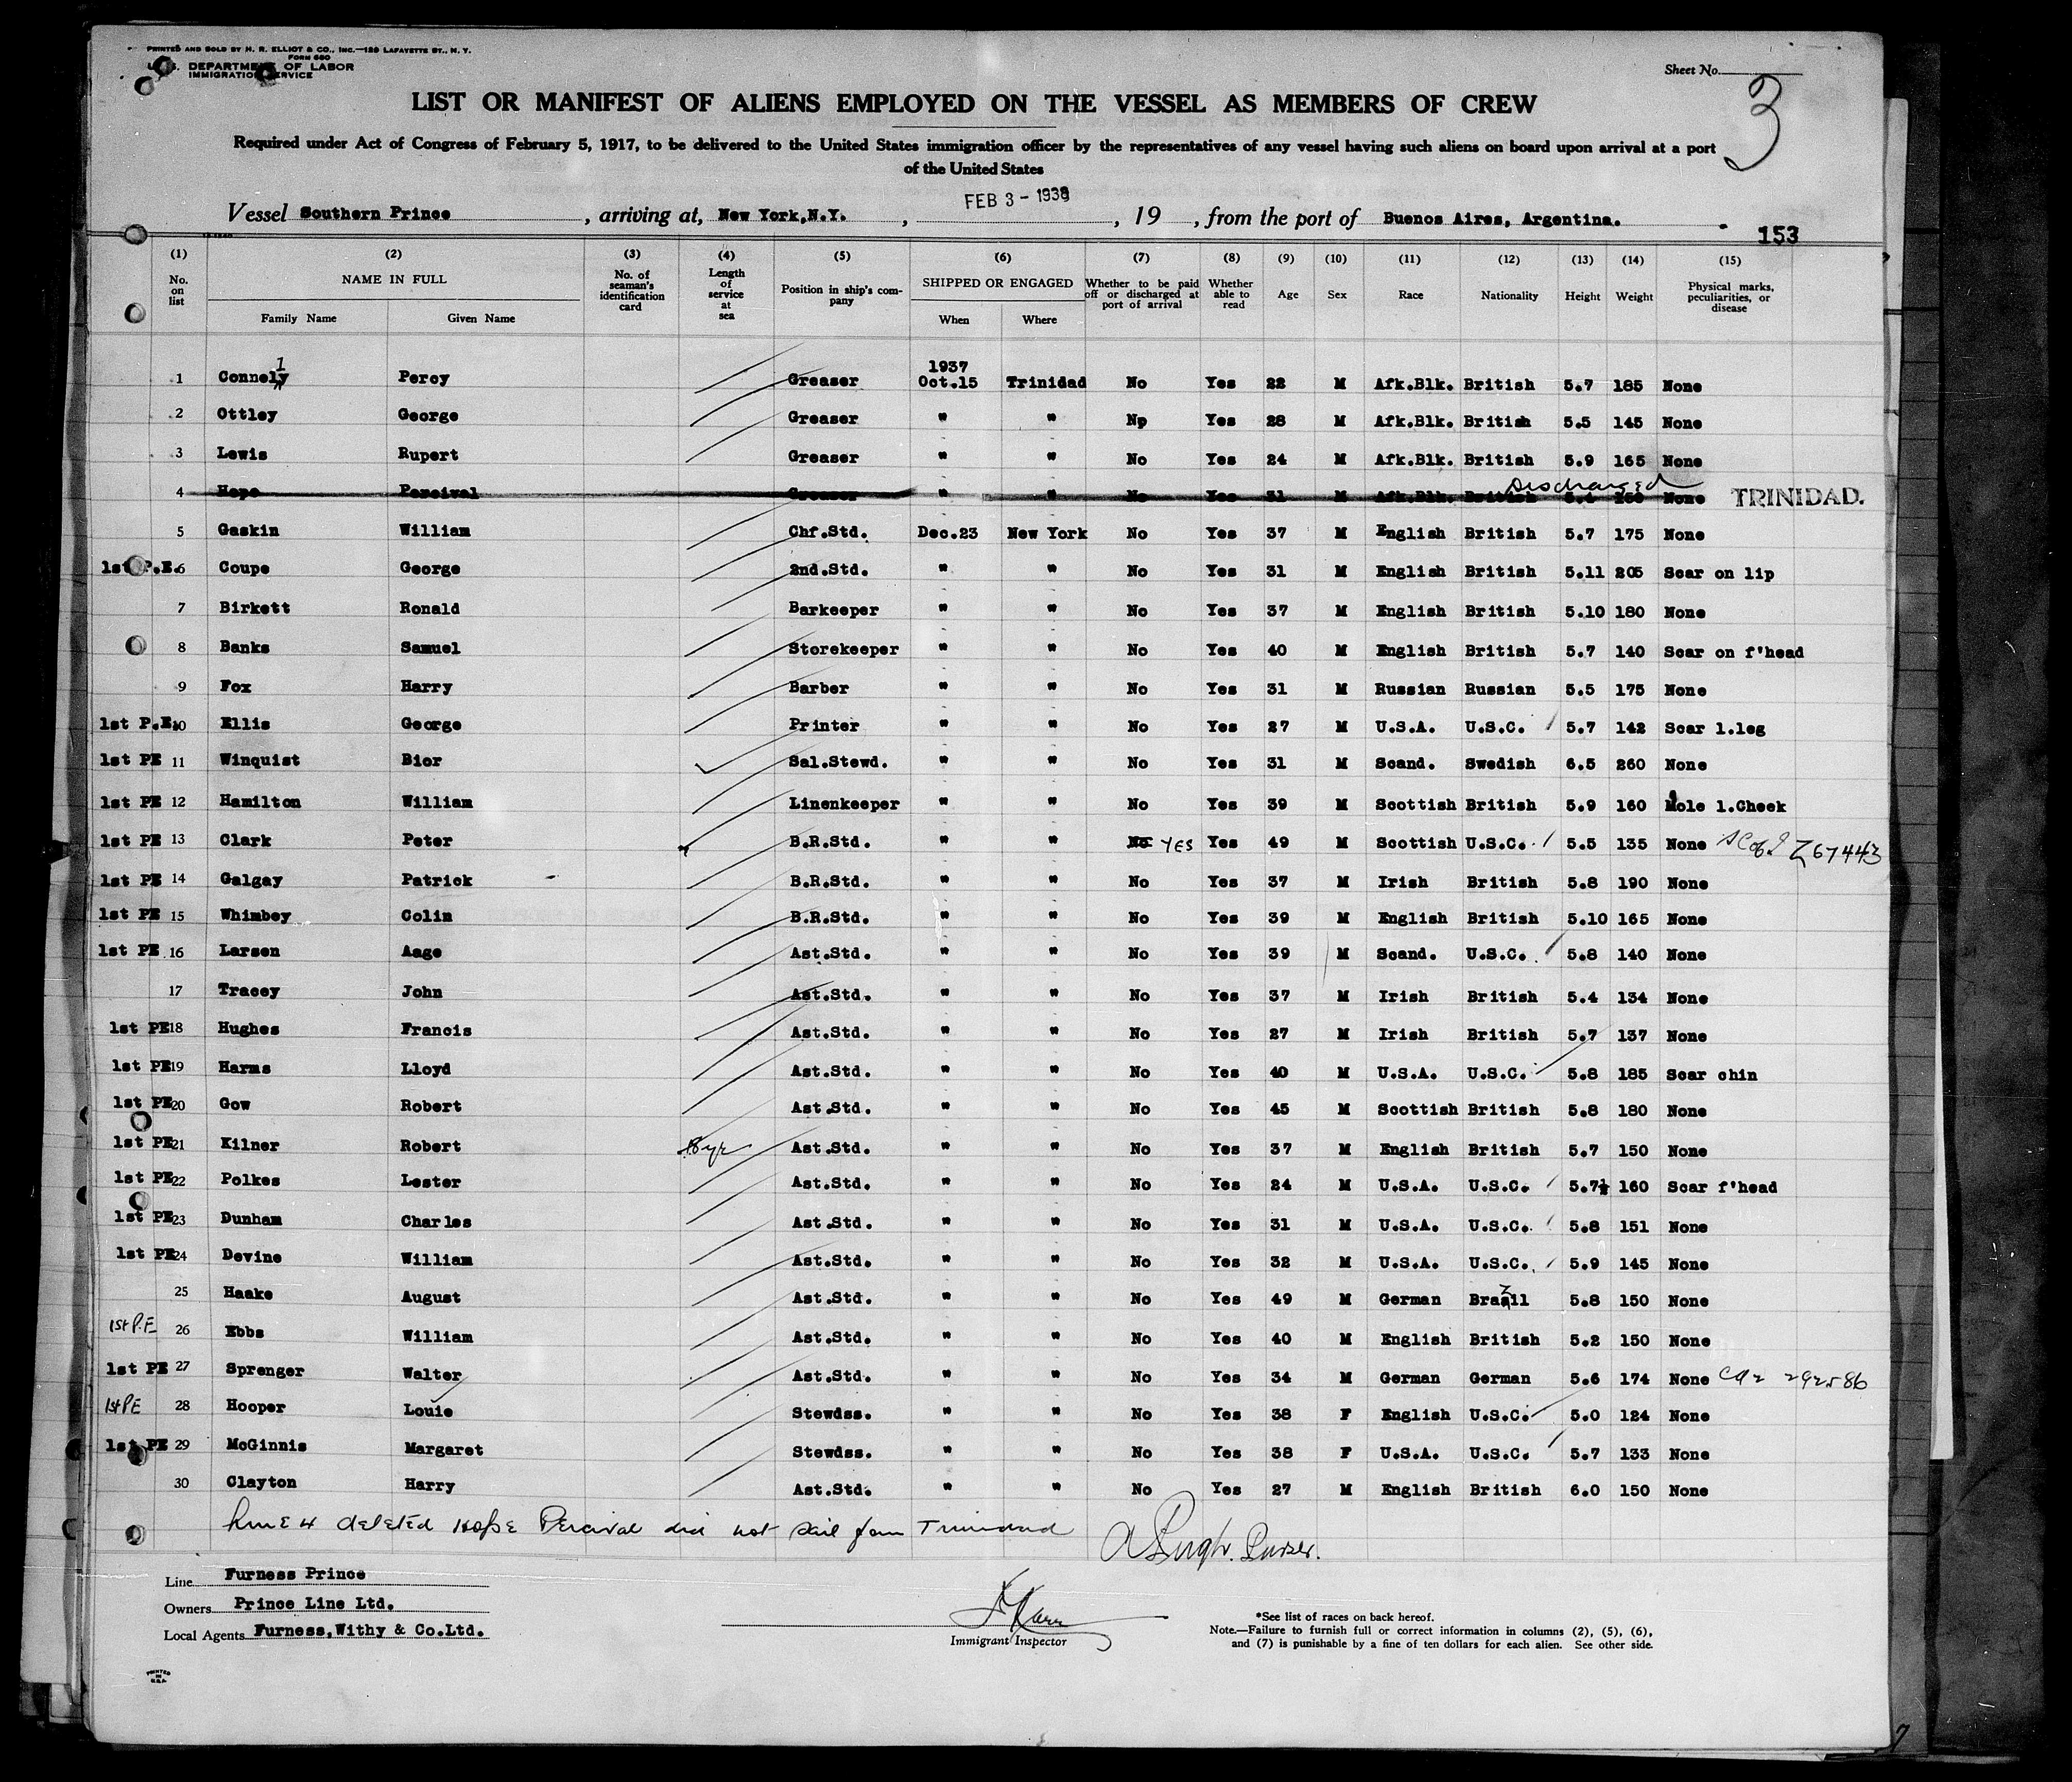 PRINTED AND SOLD BY H. R. ELLIOT & CO., INC.—129 LAFAYETTE ST., N. Y.
FORM 680
U. S. DEPARTMENT OF LABOR
IMMIGRATION SERVICE
Sheet No. 3
LIST OR MANIFEST OF ALIENS EMPLOYED ON THE VESSEL AS MEMBERS OF CREW
Required under Act of Congress of February 5, 1917, to be delivered to the United States immigration officer by the representatives of any vessel having such aliens on board upon arrival at a port
of the United States
FEB 3 - 1938
Vessel Southern Prince, arriving at, New York,N.Y., , 19 , from the port of Buenos Aires, Argentina.
153
(1) (2) (3) (4) (5) (6) (7) (8) (9) (10) (11) (12) (13) (14) (15)
No. on list NAME IN FULL Family Name Given Name No. of seaman's identification card Length of service at sea Position in ship's company SHIPPED OR ENGAGED When Where Whether to be paid off or discharged at port of arrival Whether able to read Age Sex Race Nationality Height Weight Physical marks, peculiarities, or disease
1937
1 Connelly Percy Greaser Oct.15 Trinidad No Yes 22 M Afk.Blk. British 5.7 185 None
2 Ottley George Greaser " " Np Yes 28 M Afk.Blk. British 5.5 145 None
3 Lewis Rupert Greaser " " No Yes 24 M Afk.Blk. British 5.9 165 None
4 Hope Percival Greaser " " No Yes 31 M Afk.Blk. British None Discharged TRINIDAD.
5 Gaskin William Chf.Std. Dec.23 New York No Yes 37 M English British 5.7 175 None
1st P.E. 6 Coupe George 2nd.Std. " " No Yes 31 M English British 5.11 205 Scar on lip
7 Birkett Ronald Barkeeper " " No Yes 37 M English British 5.10 180 None
8 Banks Samuel Storekeeper " " No Yes 40 M English British 5.7 140 Scar on f'head
9 Fox Harry Barber " " No Yes 31 M Russian Russian 5.5 175 None
1st P.E. 10 Ellis George Printer " " No Yes 27 M U.S.A. U.S.C. 5.7 142 Scar l.leg
1st PE 11 Winquist Bior Sal.Stewd. " " No Yes 31 M Scand. Swedish 6.5 260 None
1st PE 12 Hamilton William Linenkeeper " " No Yes 39 M Scottish British 5.9 160 Mole l.Cheek
1st PE 13 Clark Peter B.R.Std. " " No YES Yes 49 M Scottish U.S.C. 5.5 135 None Z67443
1st PE 14 Galgay Patrick B.R.Std. " " No Yes 37 M Irish British 5.8 190 None
1st PE 15 Whimbey Colin B.R.Std. " " No Yes 39 M English British 5.10 165 None
1st PE 16 Larsen Aage Ast.Std. " " No Yes 39 M Scand. U.S.C. 5.8 140 None
17 Tracey John Ast.Std. " " No Yes 37 M Irish British 5.4 134 None
1st PE 18 Hughes Francis Ast.Std. " " No Yes 27 M Irish British 5.7 137 None
1st PE 19 Harms Lloyd Ast.Std. " " No Yes 40 M U.S.A. U.S.C. 5.8 185 Scar chin
1st PE 20 Gow Robert Ast.Std. " " No Yes 45 M Scottish British 5.8 180 None
1st PE 21 Kilner Robert Ast.Std. " " No Yes 37 M English British 5.7 150 None
1st PE 22 Polkes Lester Ast.Std. " " No Yes 24 M U.S.A. U.S.C. 5.7½ 160 Scar f'head
1st PE 23 Dunham Charles Ast.Std. " " No Yes 31 M U.S.A. U.S.C. 5.8 151 None
1st PE 24 Devine William Ast.Std. " " No Yes 32 M U.S.A. U.S.C. 5.9 145 None
25 Haake August Ast.Std. " " No Yes 49 M German Brazil 5.8 150 None
1st P.E 26 Ebbs William Ast.Std. " " No Yes 40 M English British 5.2 150 None
1st PE 27 Sprenger Walter Ast.Std. " " No Yes 34 M German German 5.6 174 None
1st PE 28 Hooper Louie Stewdss. " " No Yes 38 F English U.S.C. 5.0 124 None
1st PE 29 McGinnis Margaret Stewdss. " " No Yes 38 F U.S.A. U.S.C. 5.7 133 None
30 Clayton Harry Ast.Std. " " No Yes 27 M English British 6.0 150 None
Line 4 deleted Hope Percival did not sail from Trinidad A Pugh. Purser.
Line Furness Prince
Owners Prince Line Ltd.
Local Agents Furness,Withy & Co.Ltd.
Immigrant Inspector
*See list of races on back hereof.
Note.—Failure to furnish full or correct information in columns (2), (5), (6),
and (7) is punishable by a fine of ten dollars for each alien. See other side.
PRINTED
IN
U.S.A.